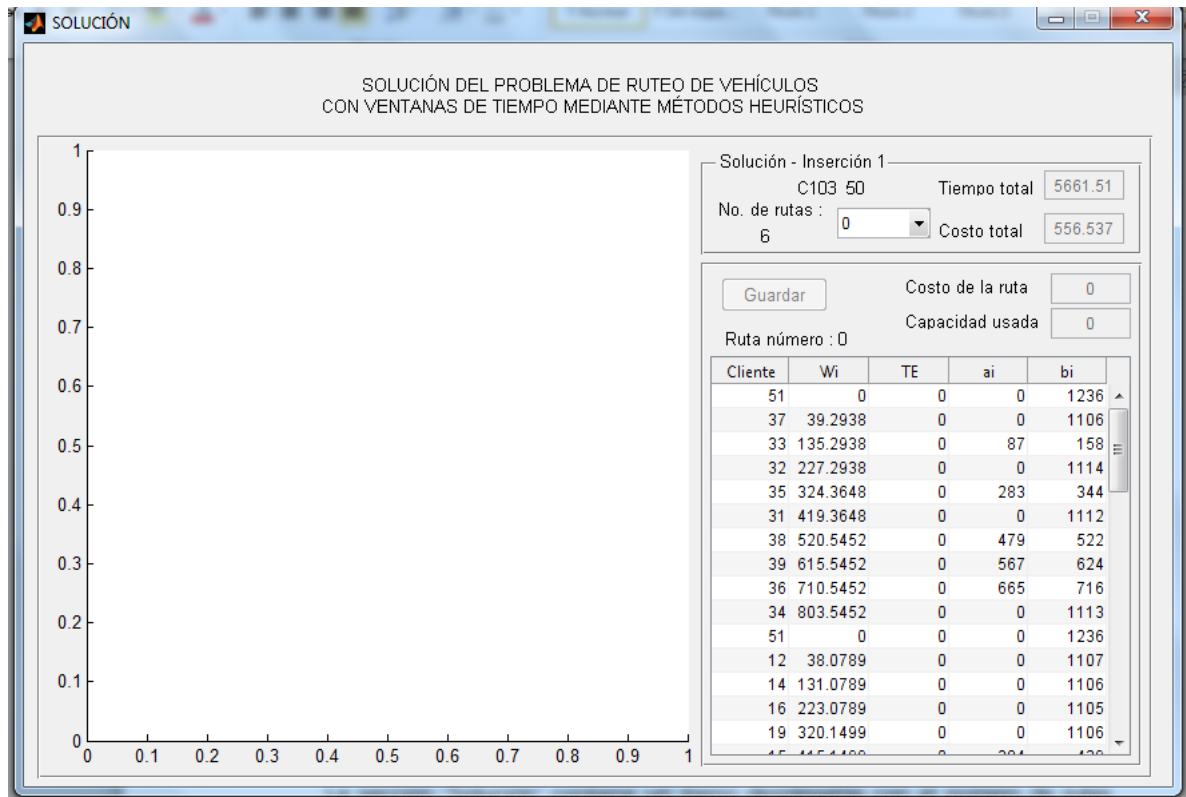 SOLUCIÓN
SOLUCIÓN DEL PROBLEMA DE RUTEO DE VEHÍCULOS
CON VENTANAS DE TIEMPO MEDIANTE MÉTODOS HEURÍSTICOS
1
0.9
0.8
0.7
0.6
0.5
0.4
0.3
0.2
0.1
0
0 0.1 0.2 0.3 0.4 0.5 0.6 0.7 0.8 0.9 1
Solución - Inserción 1
C103 50 Tiempo total 5661.51
No. de rutas : 0
6 Costo total 556.537
Guardar Costo de la ruta 0
Capacidad usada 0
Ruta número : 0
Cliente Wi TE ai bi
51 0 0 0 1236
37 39.2938 0 0 1106
33 135.2938 0 87 158
32 227.2938 0 0 1114
35 324.3648 0 283 344
31 419.3648 0 0 1112
38 520.5452 0 479 522
39 615.5452 0 567 624
36 710.5452 0 665 716
34 803.5452 0 0 1113
51 0 0 0 1236
12 38.0789 0 0 1107
14 131.0789 0 0 1106
16 223.0789 0 0 1105
19 320.1499 0 0 1106